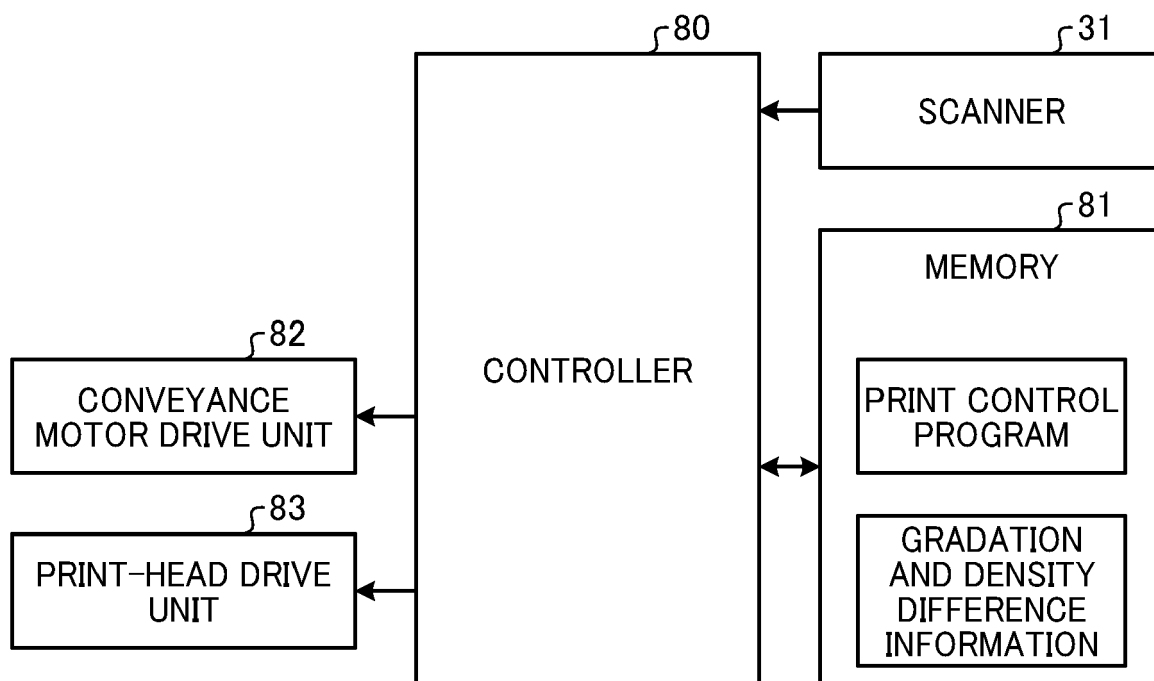 80
31
SCANNER
81
MEMORY
82
CONVEYANCE
MOTOR DRIVE UNIT
CONTROLLER
PRINT CONTROL
PROGRAM
83
PRINT-HEAD DRIVE
UNIT
GRADATION
AND DENSITY
DIFFERENCE
INFORMATION